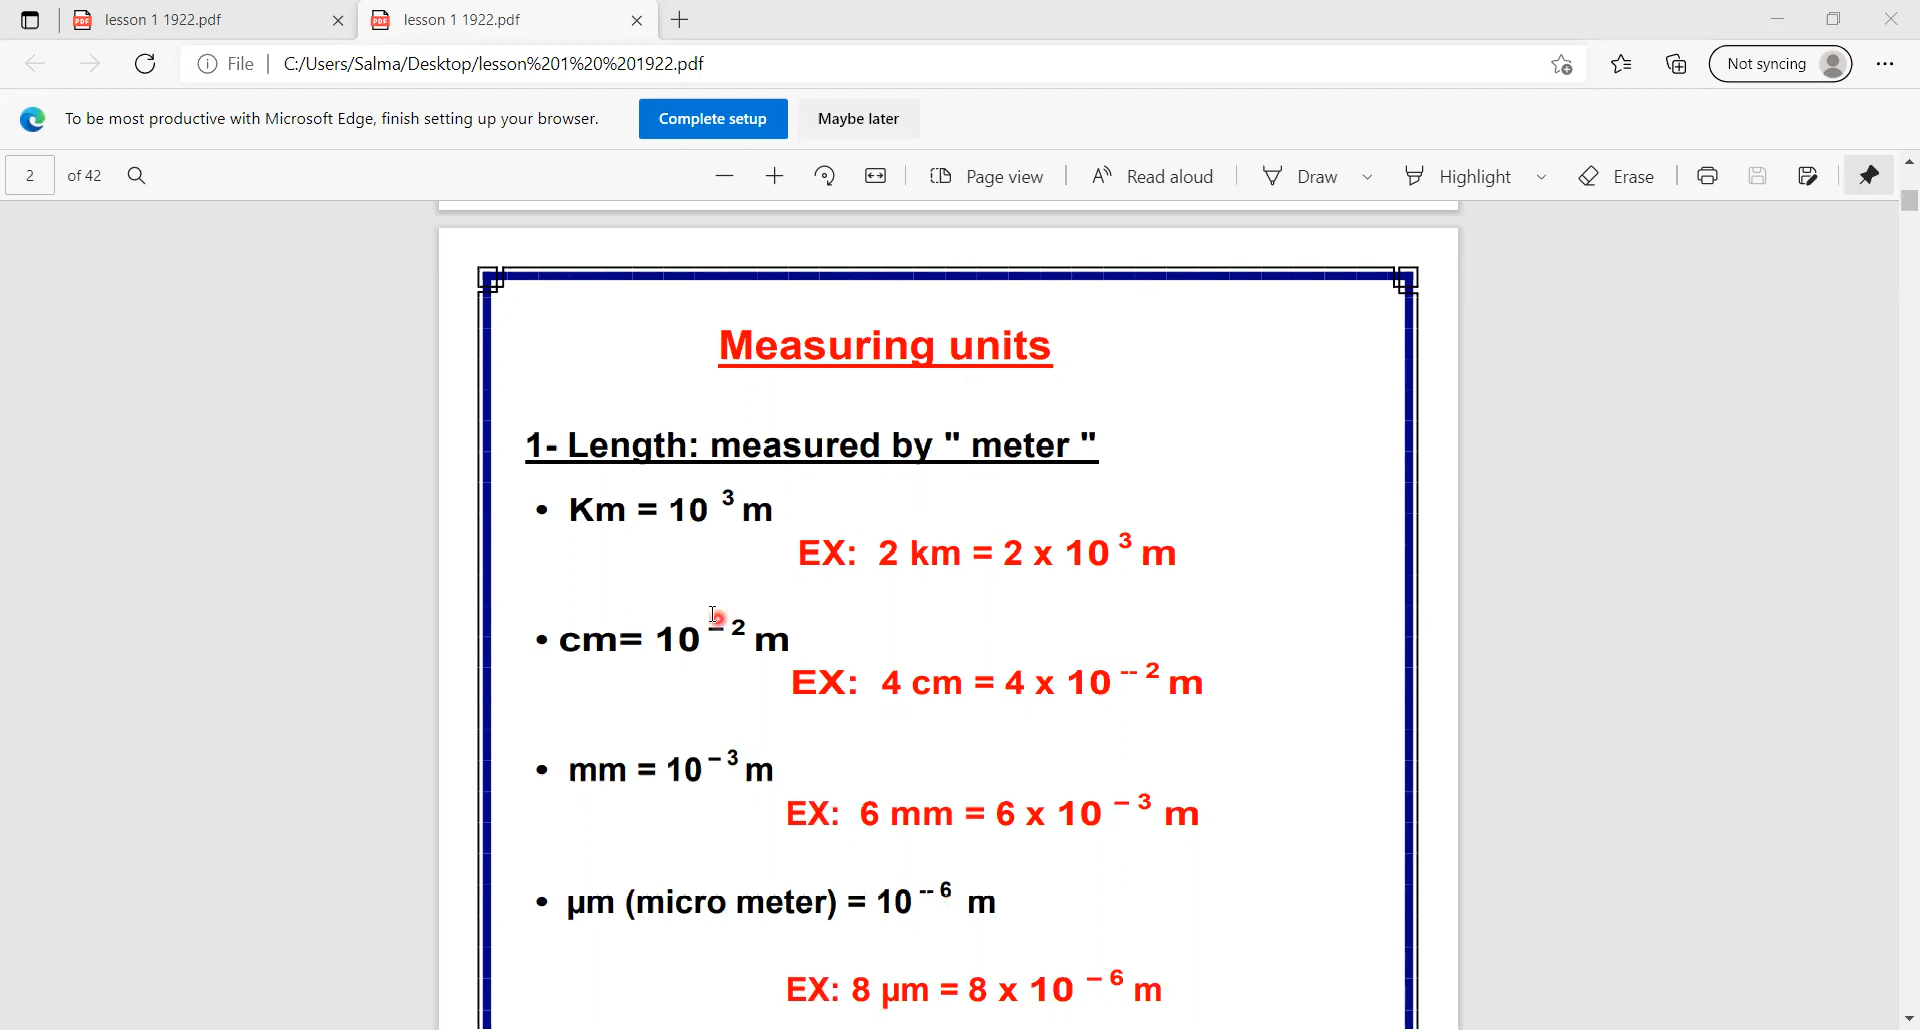 lesson 1 1922.pdf
lesson 1 1922.pdf
File | C:/Users/Salma/Desktop/lesson%201%20%201922.pdf
Not syncing
To be most productive with Microsoft Edge, finish setting up your browser.
Complete setup
Maybe later
2 of 42
Page view
Read aloud
Draw
Highlight
Erase
Measuring units
1- Length: measured by " meter "
• Km = 10 ³ m
EX: 2 km = 2 x 10 ³ m
• cm= 10 ⁻ ² m
EX: 4 cm = 4 x 10 ⁻⁻ ² m
• mm = 10 ⁻ ³ m
EX: 6 mm = 6 x 10 ⁻ ³ m
• µm (micro meter) = 10 ⁻⁻ ⁶ m
EX: 8 µm = 8 x 10 ⁻ ⁶ m